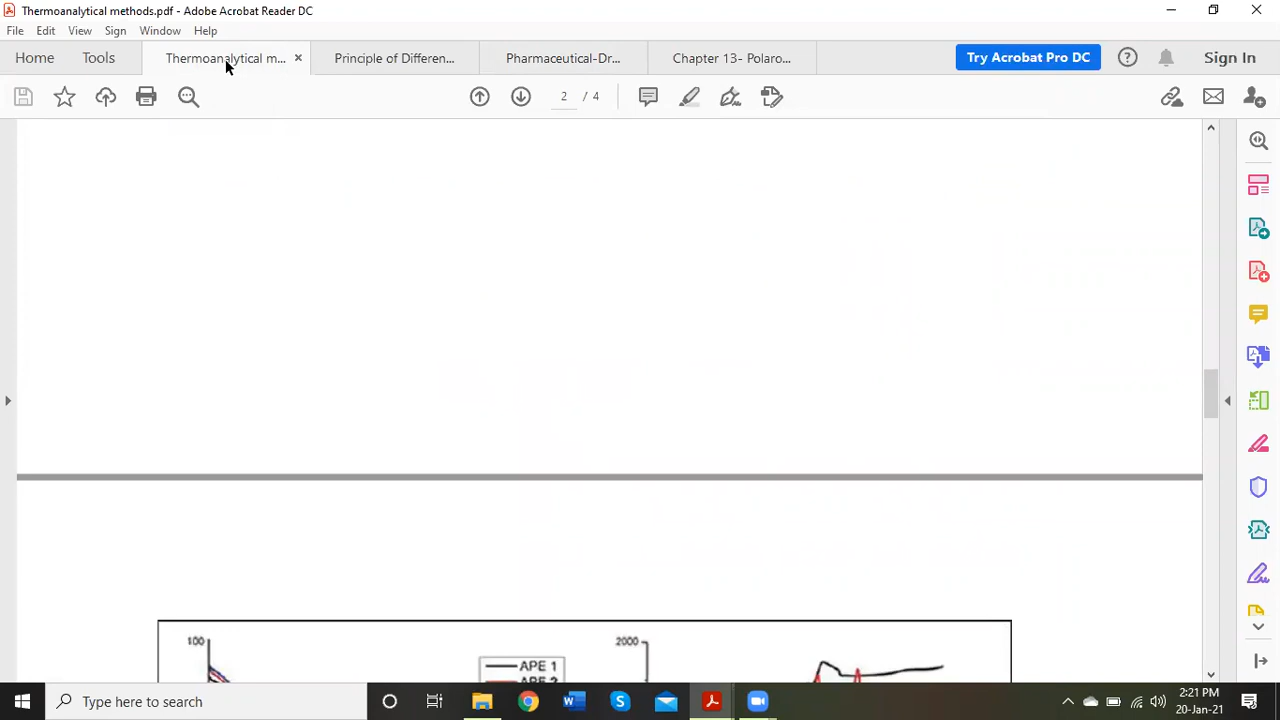 Thermoanalytical methods.pdf - Adobe Acrobat Reader DC
File Edit View Sign Window Help
Home Tools Thermoanalytical m... × Principle of Differen... Pharmaceutical-Dr... Chapter 13- Polaro... Try Acrobat Pro DC Sign In
2 / 4
100 2000
APE 1
APE 2
Type here to search
2:21 PM
20-Jan-21